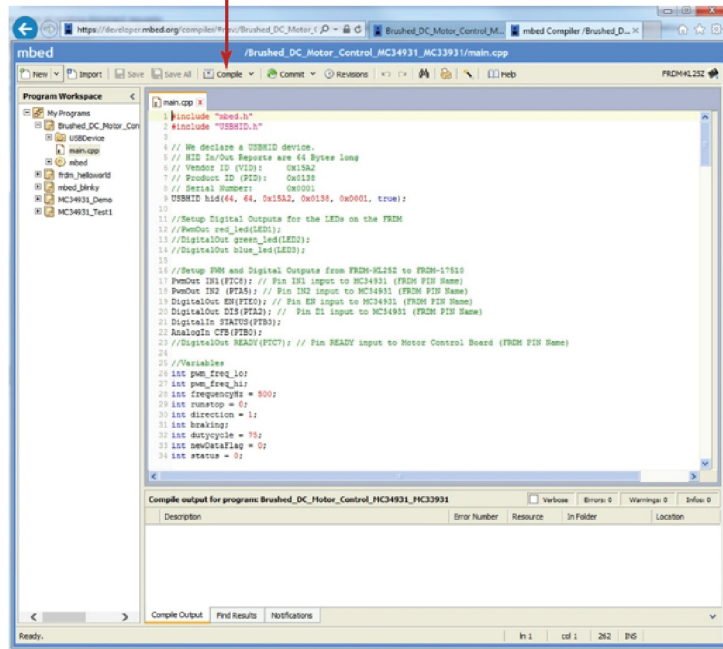 https://developer.mbed.org/compiler/#nav:/Brushed_DC_Motor_(
Brushed_DC_Motor_Control_M...
mbed Compiler /Brushed_D...
mbed
/Brushed_DC_Motor_Control_MC34931_MC33931/main.cpp
New Import Save Save All Compile Commit Revisions Help FRDM-KL25Z
Program Workspace
My Programs
Brushed_DC_Motor_Con
USBDevice
main.cpp
mbed
frdm_helloworld
mbed_blinky
MC34931_Demo
MC34931_Test1
main.cpp
1 #include "mbed.h"
2 #include "USBHID.h"
3
4 // We declare a USBHID device.
5 // HID In/Out Reports are 64 Bytes long
6 // Vendor ID (VID): 0x15A2
7 // Product ID (PID): 0x0138
8 // Serial Number: 0x0001
9 USBHID hid(64, 64, 0x15A2, 0x0138, 0x0001, true);
10
11 //Setup Digital Outputs for the LEDs on the FRDM
12 //PwmOut red_led(LED1);
13 //DigitalOut green_led(LED2);
14 //DigitalOut blue_led(LED3);
15
16 //Setup PWM and Digital Outputs from FRDM-KL25Z to FRDM-17510
17 PwmOut IN1(PTC8); // Pin IN1 input to MC34931 (FRDM PIN Name)
18 PwmOut IN2 (PTA5); // Pin IN2 input to MC34931 (FRDM PIN Name)
19 DigitalOut EN(PTE0); // Pin EN input to MC34931 (FRDM PIN Name)
20 DigitalOut DIS(PTA2); // Pin D1 input to MC34931 (FRDM PIN Name)
21 DigitalIn STATUS(PTB3);
22 AnalogIn CFB(PTB0);
23 //DigitalOut READY(PTC7); // Pin READY input to Motor Control Board (FRDM PIN Name)
24
25 //Variables
26 int pwm_freq_lo;
27 int pwm_freq_hi;
28 int frequencyHz = 500;
29 int runstop = 0;
30 int direction = 1;
31 int braking;
32 int dutycycle = 75;
33 int newDataFlag = 0;
34 int status = 0;
Compile output for program: Brushed_DC_Motor_Control_MC34931_MC33931
Verbose Errors: 0 Warnings: 0 Infos: 0
Description Error Number Resource In Folder Location
Compile Output Find Results Notifications
Ready. ln 1 col 1 262 INS